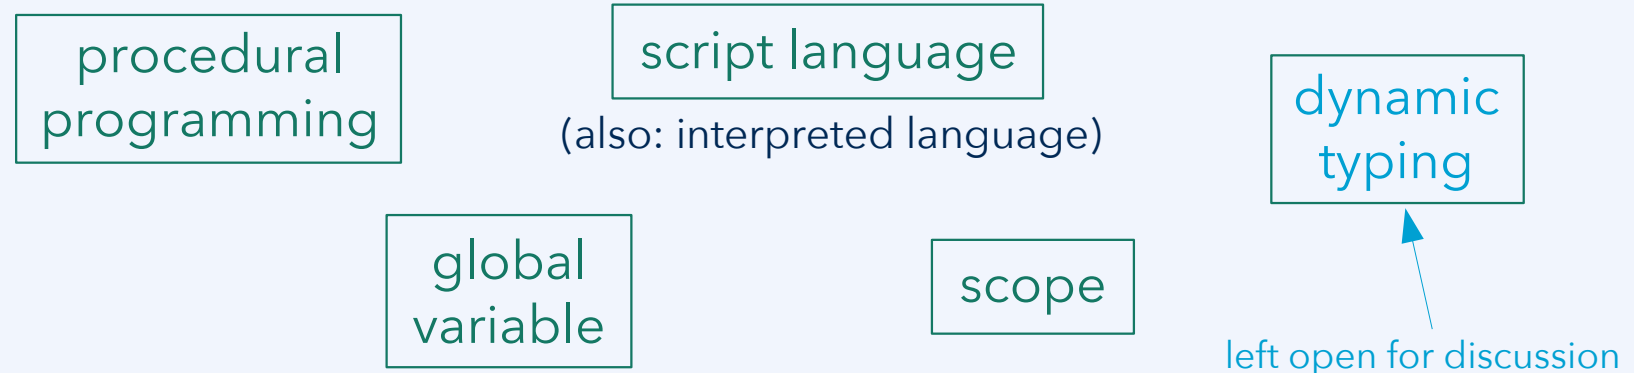 procedural
programming
script language
(also: interpreted language)
dynamic
typing
global
variable
scope
left open for discussion